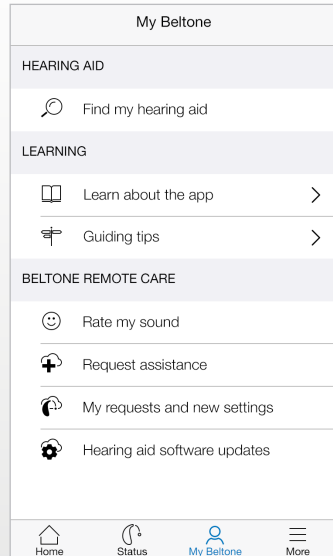 My Beltone
HEARING AID
Find my hearing aid
LEARNING
Learn about the app
Guiding tips
BELTONE REMOTE CARE
Rate my sound
Request assistance
My requests and new settings
Hearing aid software updates
Home Status My Beltone More